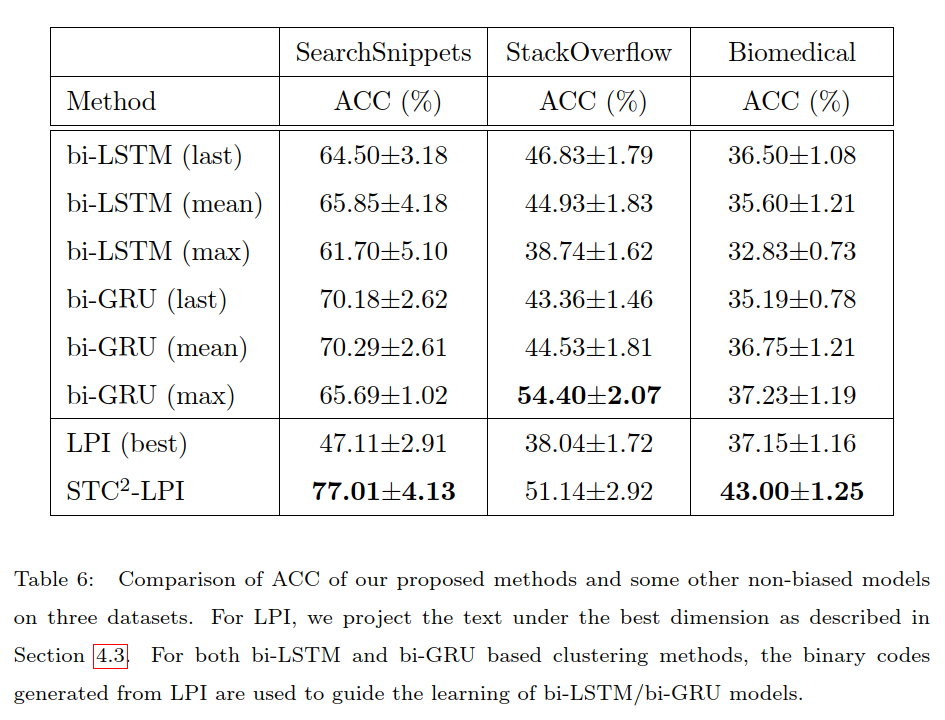 SearchSnippets StackOverflow Biomedical
Method ACC (%) ACC (%) ACC (%)
bi-LSTM (last) 64.50±3.18 46.83±1.79 36.50±1.08
bi-LSTM (mean) 65.85±4.18 44.93±1.83 35.60±1.21
bi-LSTM (max) 61.70±5.10 38.74±1.62 32.83±0.73
bi-GRU (last) 70.18±2.62 43.36±1.46 35.19±0.78
bi-GRU (mean) 70.29±2.61 44.53±1.81 36.75±1.21
bi-GRU (max) 65.69±1.02 54.40±2.07 37.23±1.19
LPI (best) 47.11±2.91 38.04±1.72 37.15±1.16
STC²-LPI 77.01±4.13 51.14±2.92 43.00±1.25
Table 6: Comparison of ACC of our proposed methods and some other non-biased models
on three datasets. For LPI, we project the text under the best dimension as described in
Section 4.3. For both bi-LSTM and bi-GRU based clustering methods, the binary codes
generated from LPI are used to guide the learning of bi-LSTM/bi-GRU models.